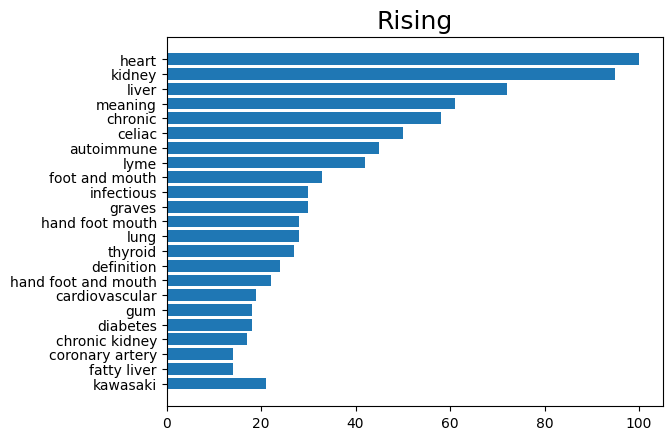 Rising
heart
kidney
liver
meaning
chronic
celiac
autoimmune
lyme
foot and mouth
infectious
graves
hand foot mouth
lung
thyroid
definition
hand foot and mouth
cardiovascular
gum
diabetes
chronic kidney
coronary artery
fatty liver
kawasaki
0 20 40 60 80 100